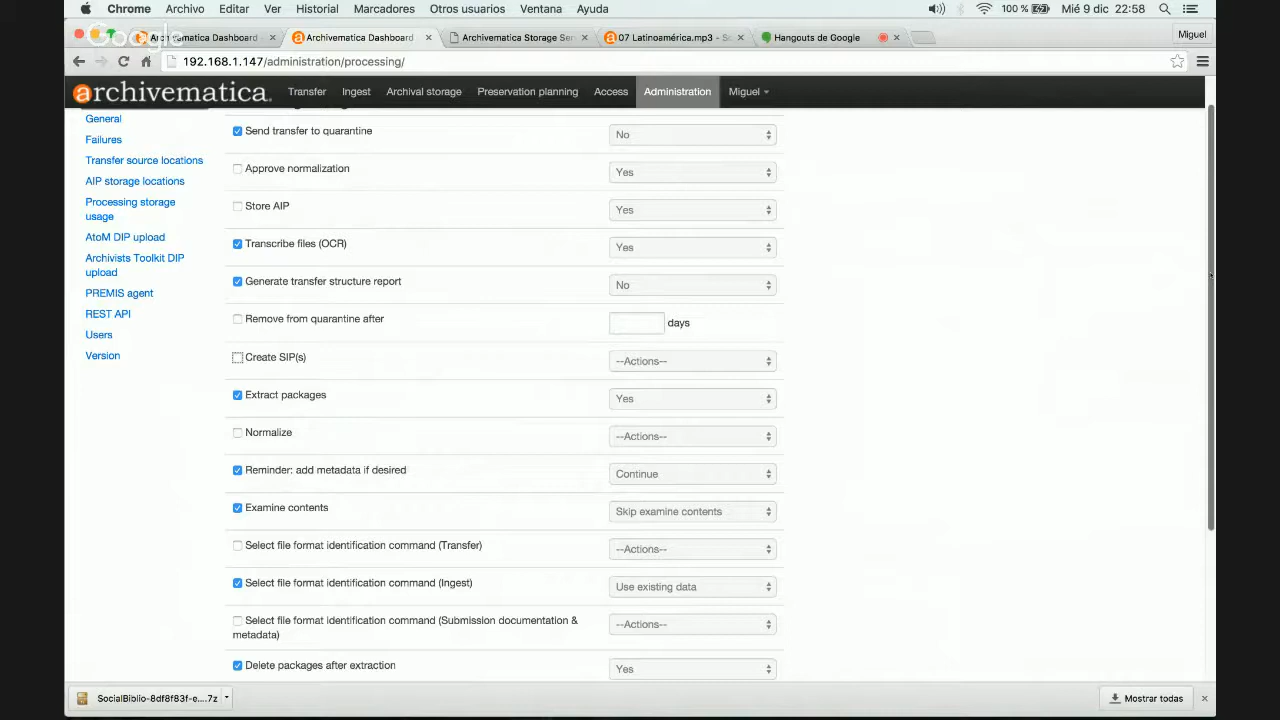 Chrome Archivo Editar Ver Historial Marcadores Otros usuarios Ventana Ayuda 100 % Mié 9 dic 22:58
Google
Archivematica Dashboard
Archivematica Dashboard
Archivematica Storage Ser
07 Latinoamérica.mp3 - S
Hangouts de Google
Miguel
192.168.1.147/administration/processing/
archivematica
Transfer Ingest Archival storage Preservation planning Access Administration Miguel
General
Failures
Transfer source locations
AIP storage locations
Processing storage
usage
AtoM DIP upload
Archivists Toolkit DIP
upload
PREMIS agent
REST API
Users
Version
Send transfer to quarantine No
Approve normalization Yes
Store AIP Yes
Transcribe files (OCR) Yes
Generate transfer structure report No
Remove from quarantine after days
Create SIP(s) --Actions--
Extract packages Yes
Normalize --Actions--
Reminder: add metadata if desired Continue
Examine contents Skip examine contents
Select file format identification command (Transfer) --Actions--
Select file format identification command (Ingest) Use existing data
Select file format identification command (Submission documentation &
metadata) --Actions--
Delete packages after extraction Yes
SocialBiblio-8df8f83f-e....7z
Mostrar todas